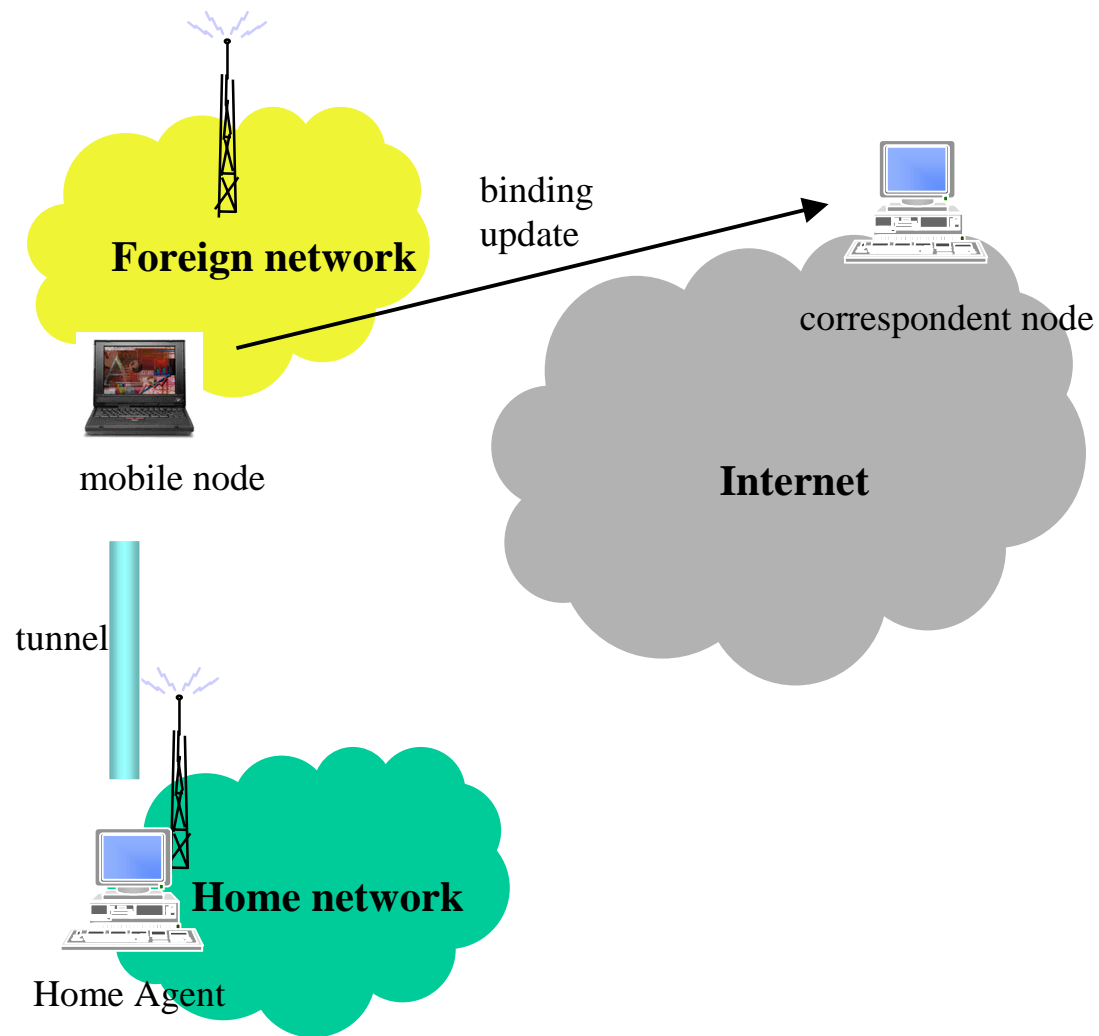 binding
update
Foreign network
correspondent node
mobile node
Internet
tunnel
Home network
Home Agent